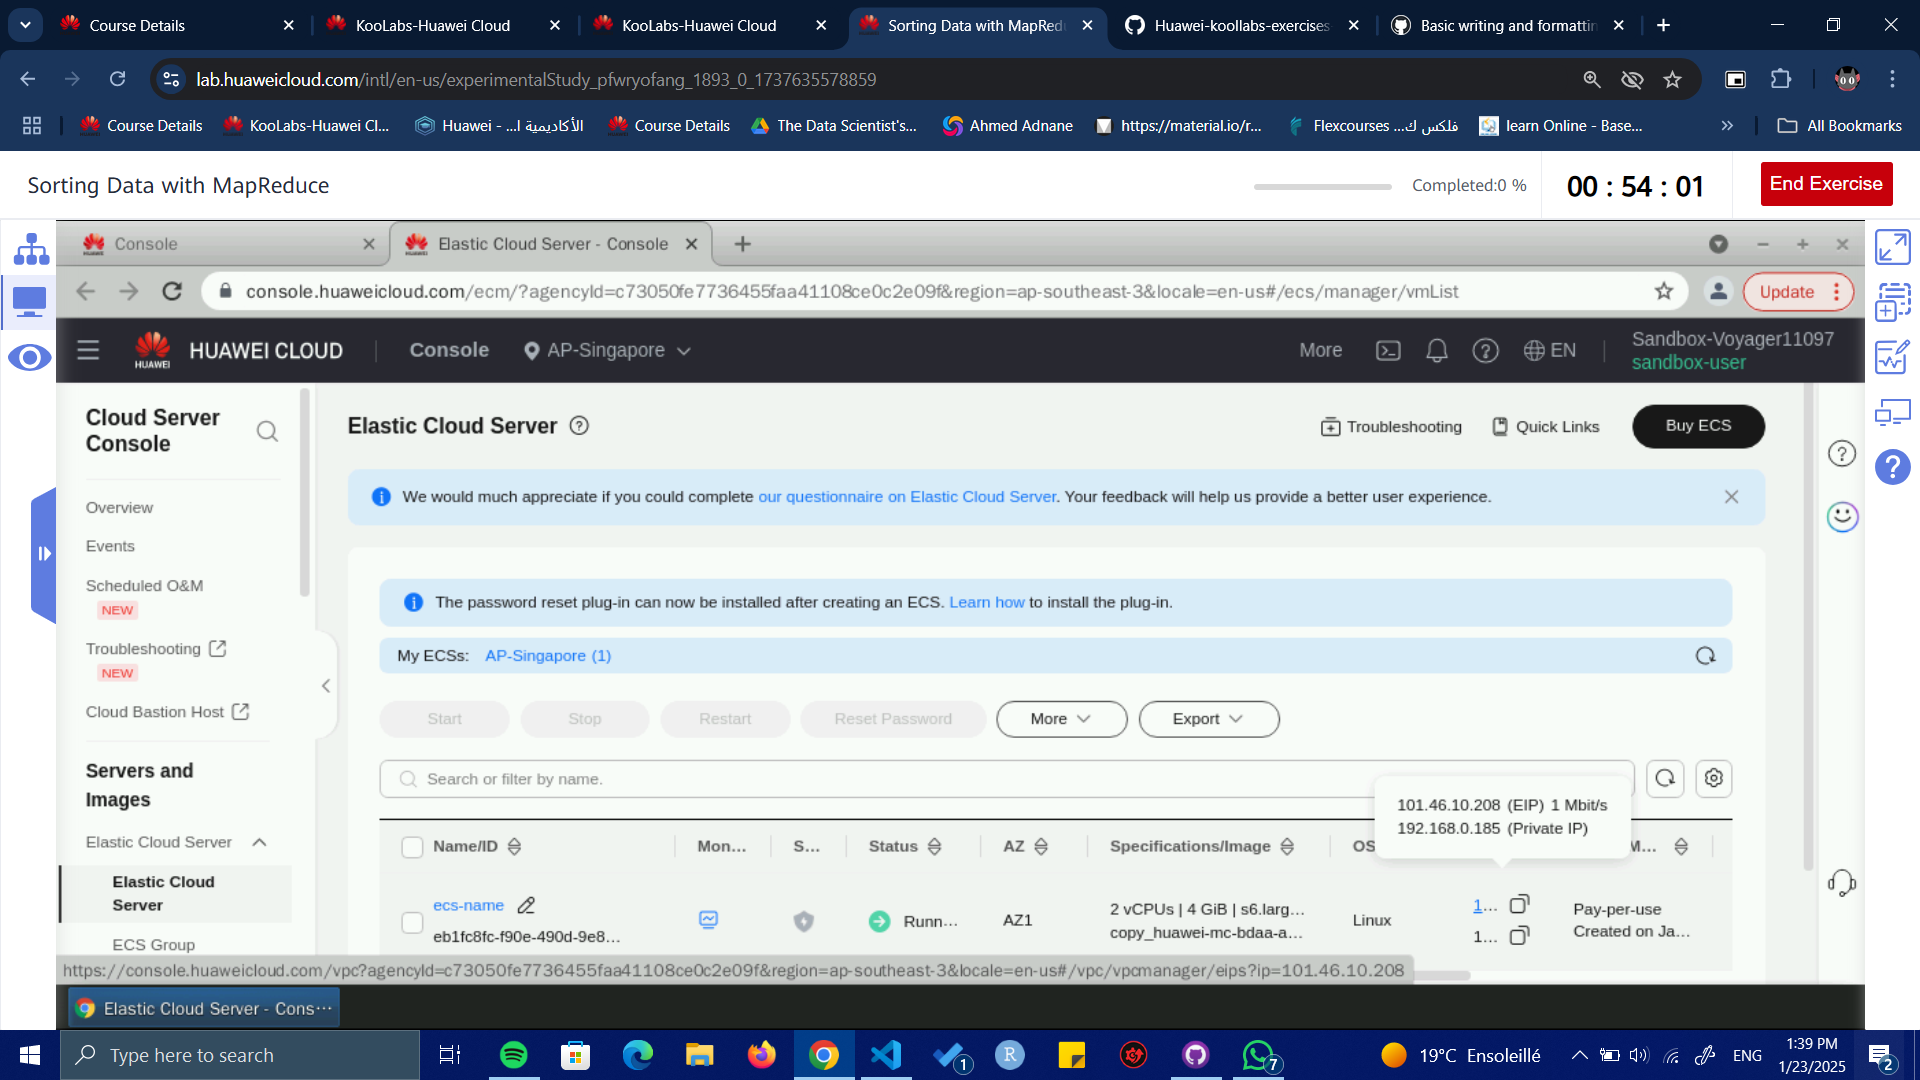 Course Details
KooLabs-Huawei Cloud
KooLabs-Huawei Cloud
Sorting Data with MapRedu
Huawei-koollabs-exercises
Basic writing and formattin
lab.huaweicloud.com/intl/en-us/experimentalStudy_pfwryofang_1893_0_1737635578859
Course Details
KooLabs-Huawei Cl...
Huawei - الأكاديمية ا...
Course Details
The Data Scientist's...
Ahmed Adnane
https://material.io/r...
Flexcourses فلكس ك...
learn Online - Base...
All Bookmarks
Sorting Data with MapReduce
Completed:0 %
00 : 54 : 01
End Exercise
Console
Elastic Cloud Server - Console
console.huaweicloud.com/ecm/?agencyId=c73050fe7736455faa41108ce0c2e09f&region=ap-southeast-3&locale=en-us#/ecs/manager/vmList
Update
HUAWEI
HUAWEI CLOUD
Console
AP-Singapore
More
EN
Sandbox-Voyager11097
sandbox-user
Cloud Server
Console
Overview
Events
Scheduled O&M
NEW
Troubleshooting
NEW
Cloud Bastion Host
Servers and
Images
Elastic Cloud Server
Elastic Cloud
Server
ECS Group
Elastic Cloud Server
Troubleshooting
Quick Links
Buy ECS
We would much appreciate if you could complete our questionnaire on Elastic Cloud Server. Your feedback will help us provide a better user experience.
The password reset plug-in can now be installed after creating an ECS. Learn how to install the plug-in.
My ECSs: AP-Singapore (1)
Start
Stop
Restart
Reset Password
More
Export
Search or filter by name.
101.46.10.208 (EIP) 1 Mbit/s
192.168.0.185 (Private IP)
Name/ID
Mon...
S...
Status
AZ
Specifications/Image
OS
M...
ecs-name
eb1fc8fc-f90e-490d-9e8...
Runn...
AZ1
2 vCPUs | 4 GiB | s6.larg...
copy_huawei-mc-bdaa-a...
Linux
1...
1...
Pay-per-use
Created on Ja...
https://console.huaweicloud.com/vpc?agencyId=c73050fe7736455faa41108ce0c2e09f&region=ap-southeast-3&locale=en-us#/vpc/vpcmanager/eips?ip=101.46.10.208
Elastic Cloud Server - Cons...
Type here to search
1
R
7
19°C Ensoleillé
ENG
1:39 PM
1/23/2025
2